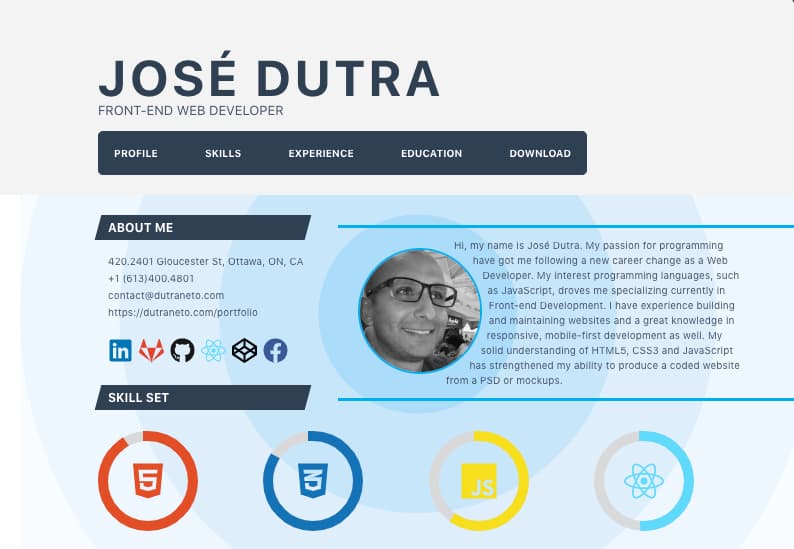 JOSÉ DUTRA
FRONT-END WEB DEVELOPER
PROFILE SKILLS EXPERIENCE EDUCATION DOWNLOAD
ABOUT ME
420.2401 Gloucester St, Ottawa, ON, CA
+1 (613)400.4801
contact@dutraneto.com
https://dutraneto.com/portfolio
in
Hi, my name is José Dutra. My passion for programming
have got me following a new career change as a Web
Developer. My interest programming languages, such
as JavaScript, droves me specializing currently in
Front-end Development. I have experience building
and maintaining websites and a great knowledge in
responsive, mobile-first development as well. My
solid understanding of HTML5, CSS3 and JavaScript
has strengthened my ability to produce a coded website
from a PSD or mockups.
SKILL SET
5
3
JS